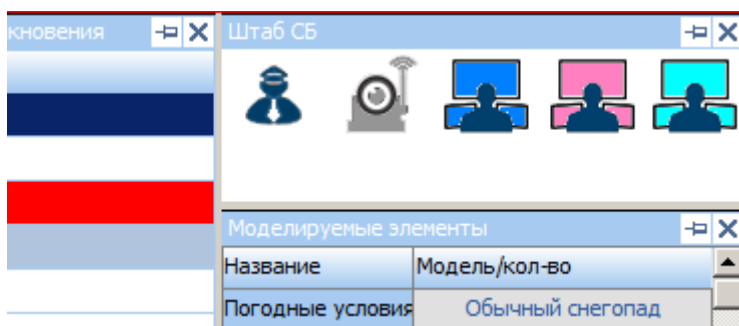 кновения
Штаб СБ
Моделируемые элементы
Название Модель/кол-во
Погодные условия Обычный снегопад